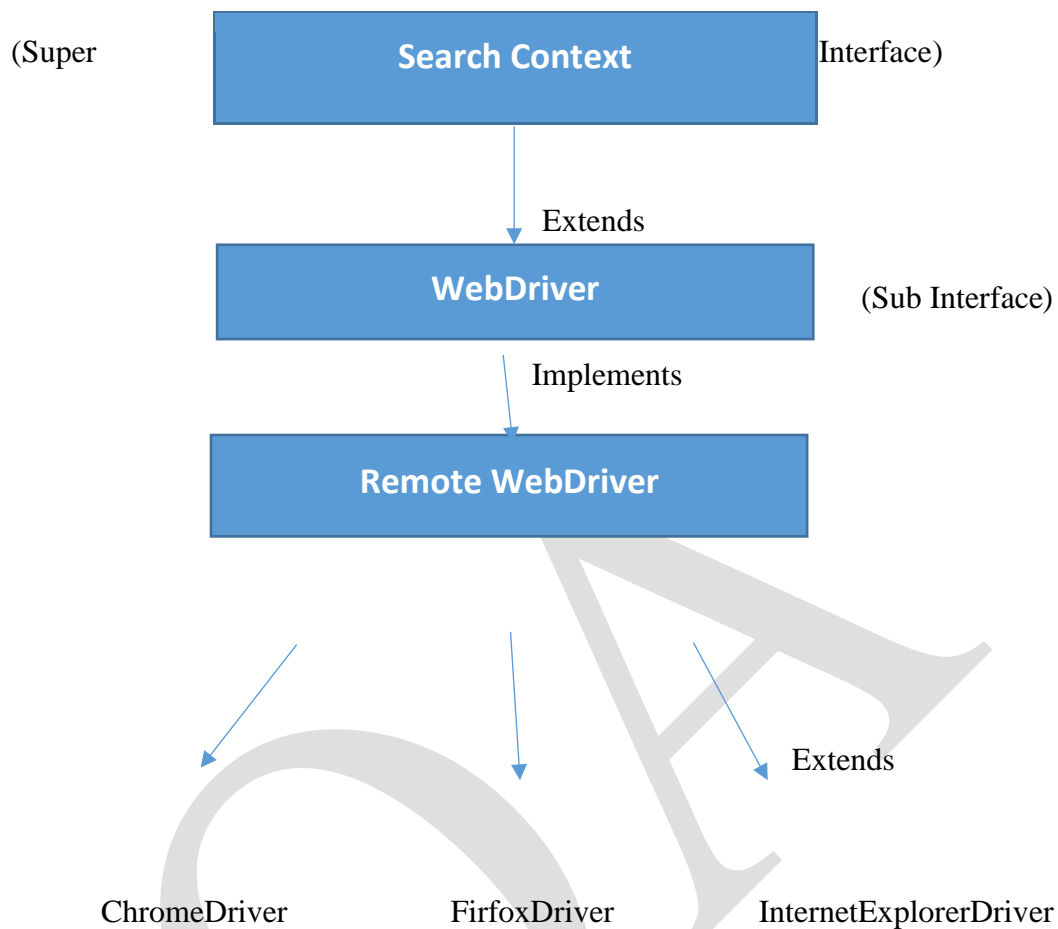 (Super Search Context Interface)
Extends
WebDriver
(Sub Interface)
Implements
Remote WebDriver
Extends
ChromeDriver FirfoxDriver InternetExplorerDriver